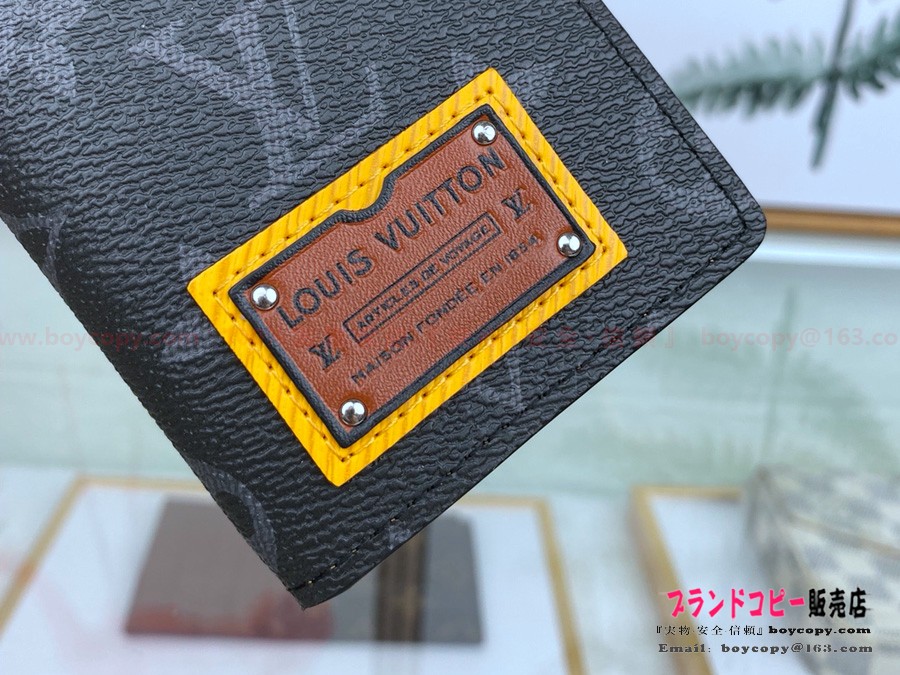 LOUIS VUITTON
ARTICLES DE VOYAGE
MAISON FONDÉE EN 1854
www.boycopy.com
boycopy@163.co
ブランドコピー販売店
『実物·安全·信頼』boycopy.com
Email: boycopy@163.com